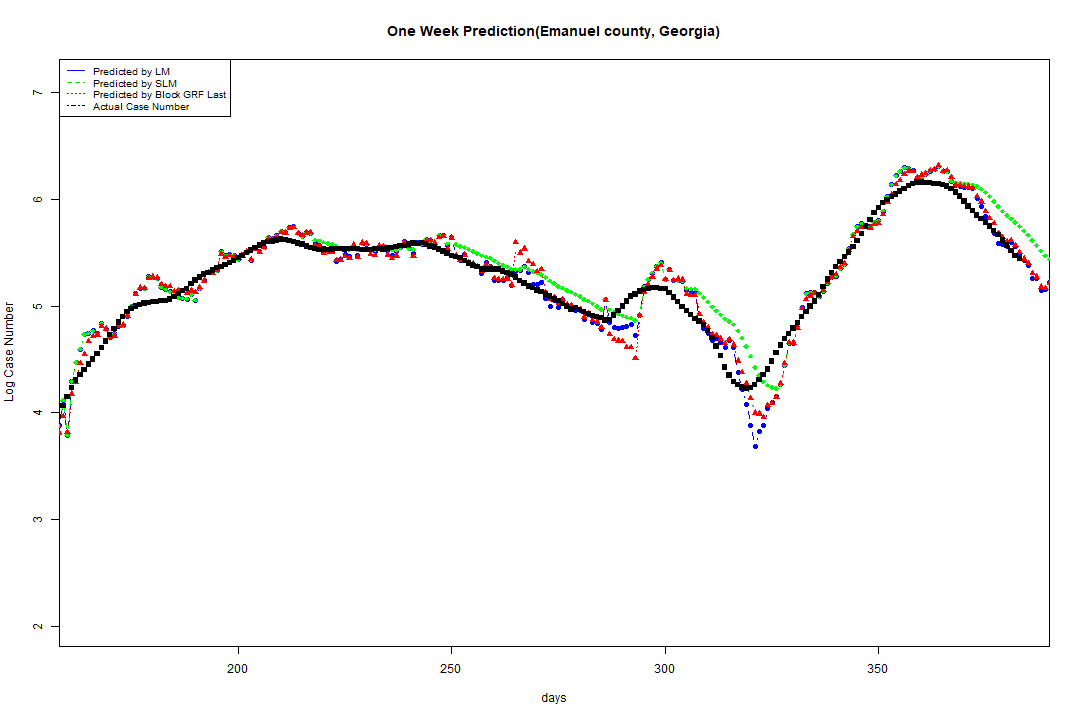 One Week Prediction(Emanuel county, Georgia)
Predicted by LM
Predicted by SLM
Predicted by Block GRF Last
Actual Case Number
7
6
5
4
3
2
Log Case Number
200 250 300 350
days